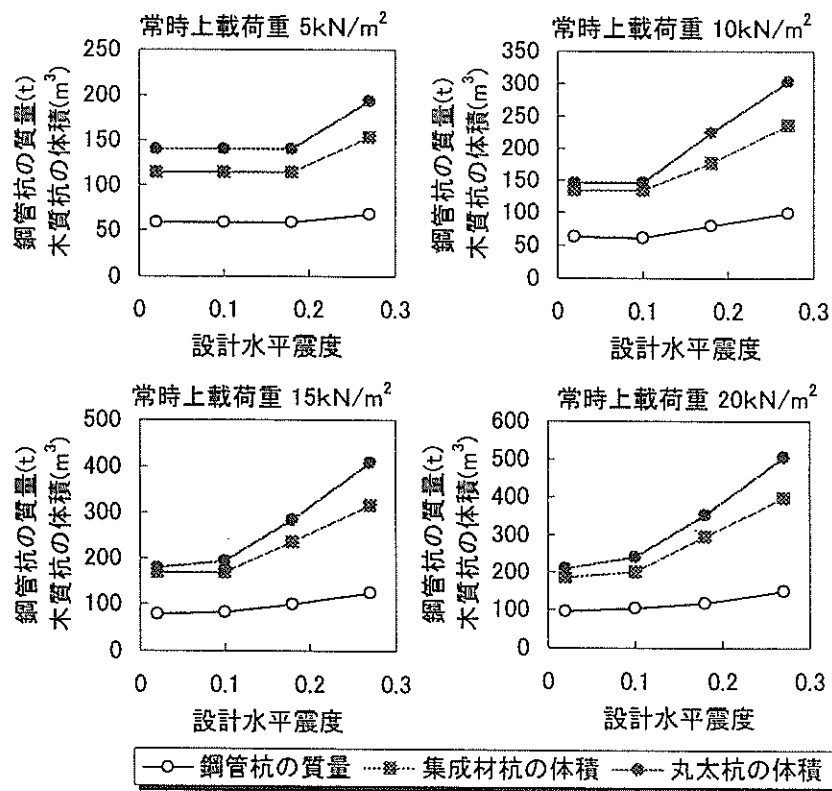 常時上載荷重 5kN/m²
鋼管杭の質量(t)
木質杭の体積(m³)
250
200
150
100
50
0
0 0.1 0.2 0.3
設計水平震度
常時上載荷重 10kN/m²
鋼管杭の質量(t)
木質杭の体積(m³)
350
300
250
200
150
100
50
0
0 0.1 0.2 0.3
設計水平震度
常時上載荷重 15kN/m²
鋼管杭の質量(t)
木質杭の体積(m³)
500
400
300
200
100
0
0 0.1 0.2 0.3
設計水平震度
常時上載荷重 20kN/m²
鋼管杭の質量(t)
木質杭の体積(m³)
600
500
400
300
200
100
0
0 0.1 0.2 0.3
設計水平震度
鋼管杭の質量 集成材杭の体積 丸太杭の体積